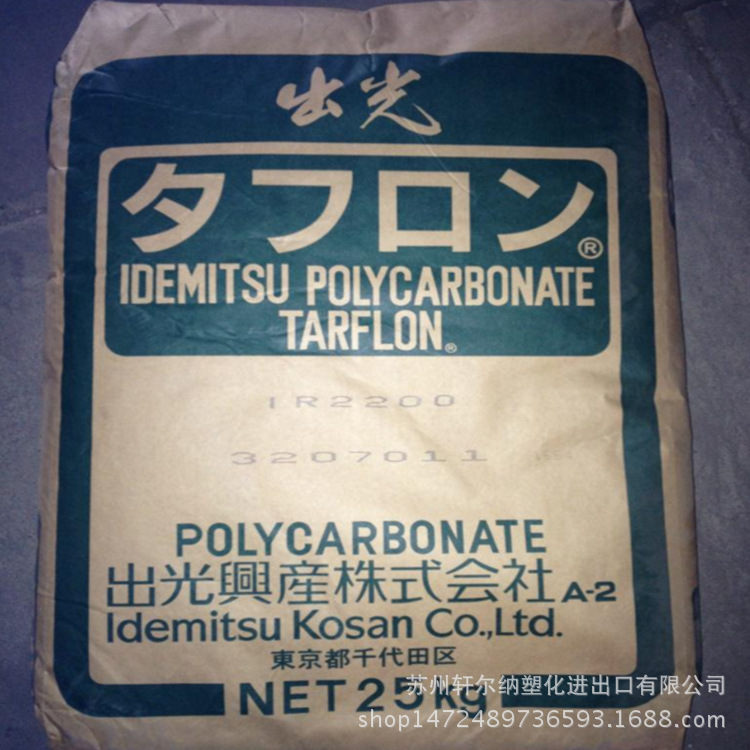 出光
タフロン®
IDEMITSU POLYCARBONATE
TARFLON®
IR2200
3207011
POLYCARBONATE
出光興産株式会社 A-2
Idemitsu Kosan Co.,Ltd.
東京都千代田区
NET 25kg
苏州轩尔纳塑化进出口有限公司
shop1472489736593.1688.com